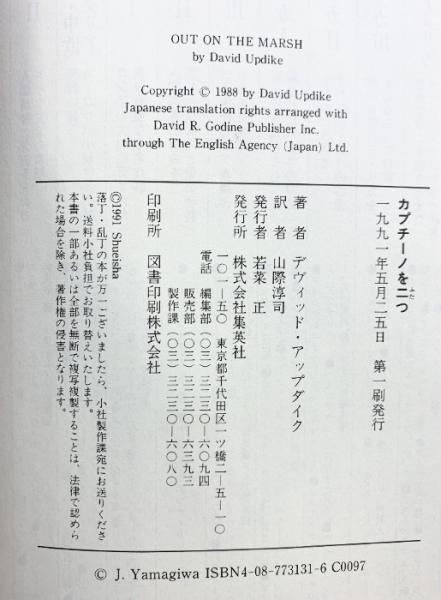 OUT ON THE MARSH
by David Updike
Copyright © 1988 by David Updike
Japanese translation rights arranged with
David R. Godine Publisher Inc.
through The English Agency (Japan) Ltd.
カプチーノを二つ
ふた
一九九一年五月二五日 第一刷発行
著者 デヴィッド・アップダイク
訳者 山際淳司
発行者 若菜 正
発行所 株式会社集英社
一〇一—五〇 東京都千代田区一ツ橋二—五—一〇
電話 編集部(〇三)三二三〇—六〇九四
販売部(〇三)三二三〇—六三九三
製作課(〇三)三二三〇—六〇八〇
印刷所 図書印刷株式会社
©1991 Shueisha
落丁・乱丁の本が万一ございましたら、小社製作課宛にお送りくださ
い。送料小社負担でお取り替えいたします。
本書の一部あるいは全部を無断で複写複製することは、法律で認めら
れた場合を除き、著作権の侵害となります。
© J. Yamagiwa ISBN4-08-773131-6 C0097